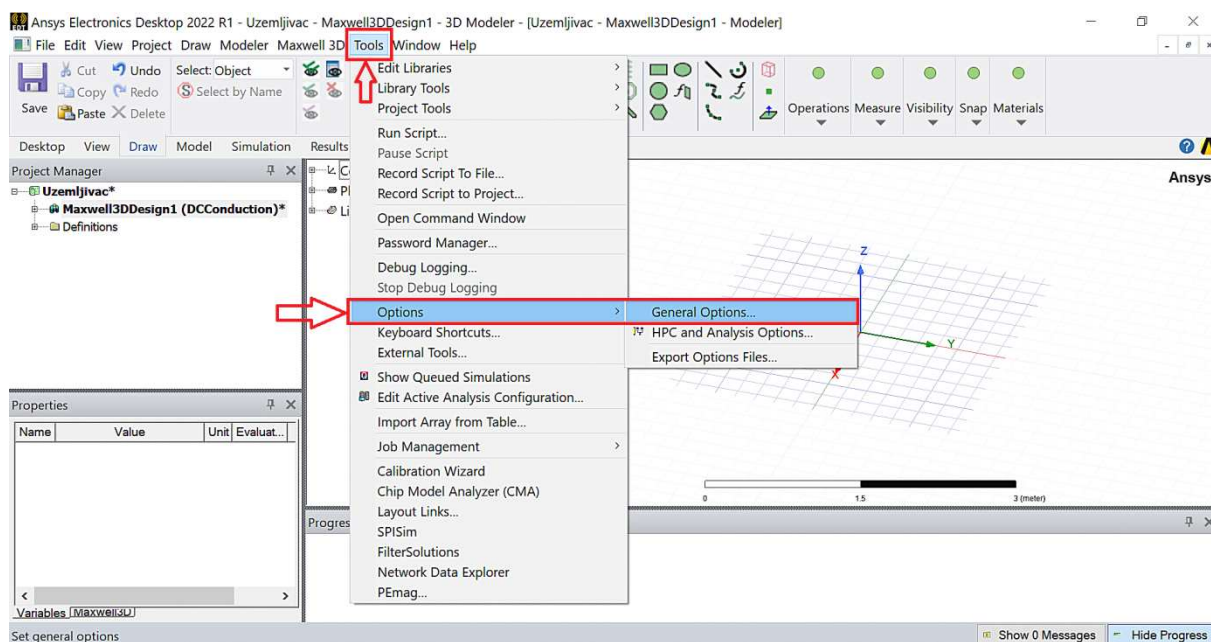 Ansys Electronics Desktop 2022 R1 - Uzemljivac - Maxwell3DDesign1 - 3D Modeler - [Uzemljivac - Maxwell3DDesign1 - Modeler]
File Edit View Project Draw Modeler Maxwell 3D Tools Window Help
Save
Cut
Copy
Paste
Undo
Redo
Delete
Select: Object
Select by Name
Operations Measure Visibility Snap Materials
Desktop View Draw Model Simulation Results
Project Manager
Uzemljivac*
Maxwell3DDesign1 (DCConduction)*
Definitions
Li
Edit Libraries
Library Tools
Project Tools
Run Script...
Pause Script
Record Script To File...
Record Script to Project...
Open Command Window
Password Manager...
Debug Logging...
Stop Debug Logging
Options
Keyboard Shortcuts...
External Tools...
Show Queued Simulations
Edit Active Analysis Configuration...
Import Array from Table...
Job Management
Calibration Wizard
Chip Model Analyzer (CMA)
Layout Links...
SPISim
FilterSolutions
Network Data Explorer
PEmag...
General Options...
HPC and Analysis Options...
Export Options Files...
Ansys
Z
Y
X
0 1.5 3 (meter)
Properties
Name Value Unit Evaluat...
Variables Maxwell3D
Progres
Set general options
Show 0 Messages
Hide Progress